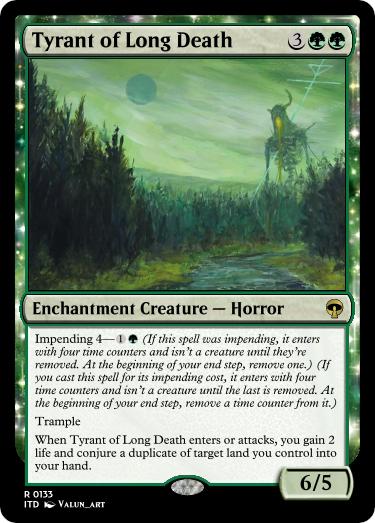 Tyrant of Long Death 3
Enchantment Creature — Horror
Impending 4—1 (If this spell was impending, it enters
with four time counters and isn't a creature until they're
removed. At the beginning of your end step, remove one.) (If
you cast this spell for its impending cost, it enters with four
time counters and isn't a creature until the last is removed. At
the beginning of your end step, remove a time counter from it.)
Trample
When Tyrant of Long Death enters or attacks, you gain 2
life and conjure a duplicate of target land you control into
your hand.
6/5
R 0133
ITD Valun_art